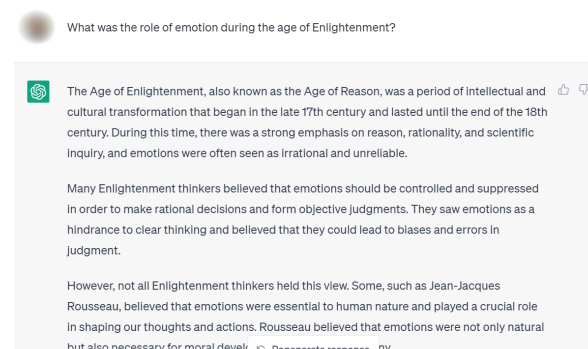 What was the role of emotion during the age of Enlightenment?
The Age of Enlightenment, also known as the Age of Reason, was a period of intellectual and
cultural transformation that began in the late 17th century and lasted until the end of the 18th
century. During this time, there was a strong emphasis on reason, rationality, and scientific
inquiry, and emotions were often seen as irrational and unreliable.
Many Enlightenment thinkers believed that emotions should be controlled and suppressed
in order to make rational decisions and form objective judgments. They saw emotions as a
hindrance to clear thinking and believed that they could lead to biases and errors in
judgment.
However, not all Enlightenment thinkers held this view. Some, such as Jean-Jacques
Rousseau, believed that emotions were essential to human nature and played a crucial role
in shaping our thoughts and actions. Rousseau believed that emotions were not only natural
but also necessary for moral
Regenerate response